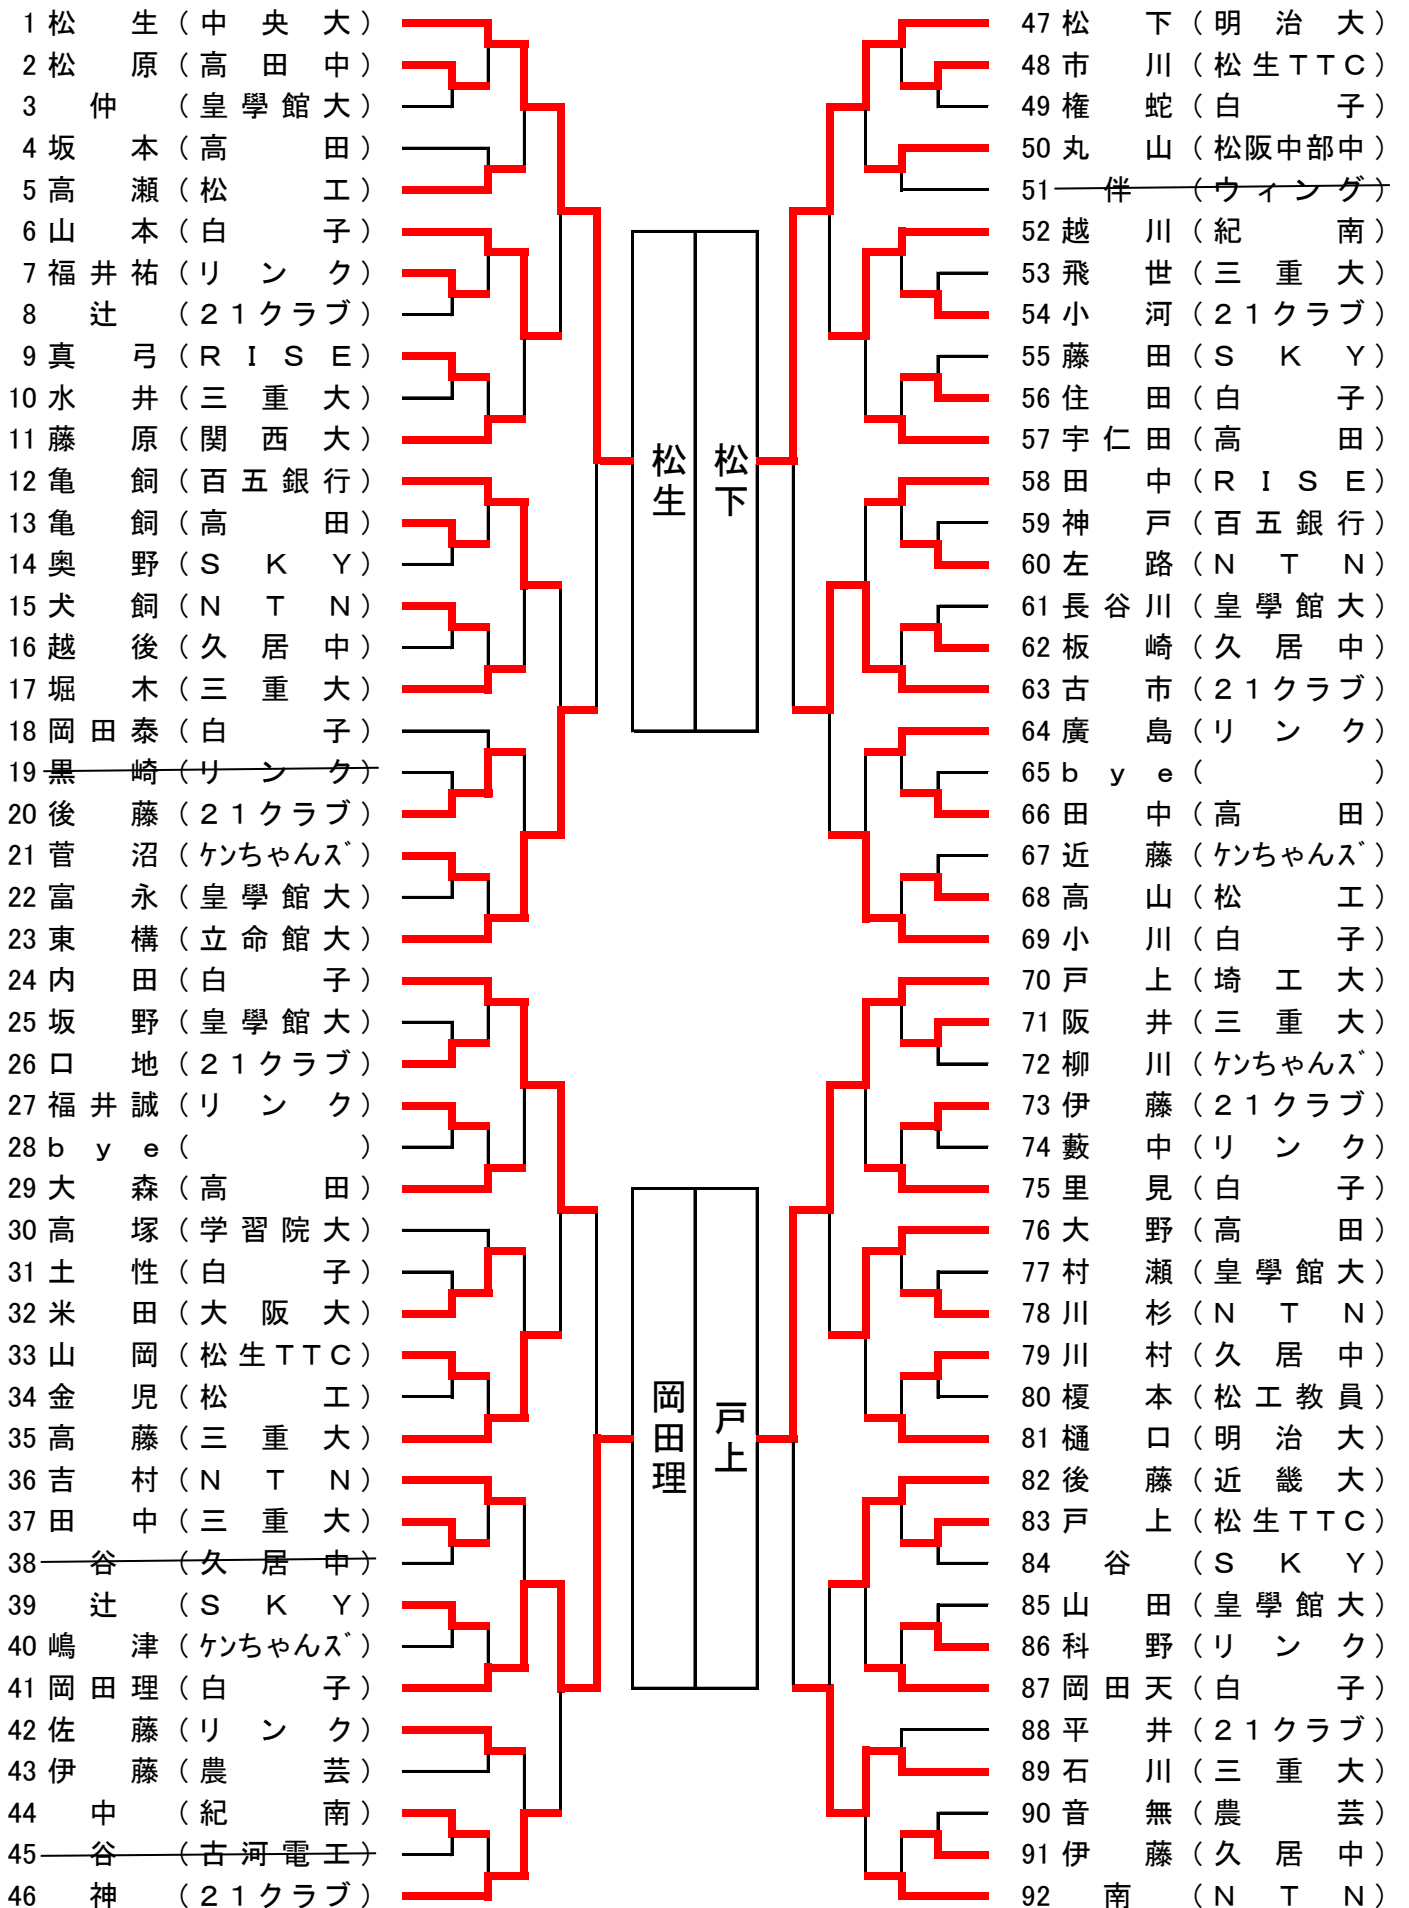 1 松生（中央大）
2 松原（高田中）
3 仲（皇學館大）
4 坂本（高田）
5 高瀬（松工）
6 山本（白子）
7 福井祐（リンク）
8 辻（２１クラブ）
9 真弓（ＲＩＳＥ）
10 水井（三重大）
11 藤原（関西大）
12 亀飼（百五銀行）
13 亀飼（高田）
14 奥野（ＳＫＹ）
15 犬飼（ＮＴＮ）
16 越後（久居中）
17 堀木（三重大）
18 岡田泰（白子）
19 黒崎（リンク）
20 後藤（２１クラブ）
21 菅沼（ケンちゃんズ）
22 富永（皇學館大）
23 東構（立命館大）
24 内田（白子）
25 坂野（皇學館大）
26 口地（２１クラブ）
27 福井誠（リンク）
28 ｂｙｅ（　）
29 大森（高田）
30 高塚（学習院大）
31 土性（白子）
32 米田（大阪大）
33 山岡（松生ＴＴＣ）
34 金児（松工）
35 高藤（三重大）
36 吉村（ＮＴＮ）
37 田中（三重大）
38 谷（久居中）
39 辻（ＳＫＹ）
40 嶋津（ケンちゃんズ）
41 岡田理（白子）
42 佐藤（リンク）
43 伊藤（農芸）
44 中（紀南）
45 谷（古河電工）
46 神（２１クラブ）
松生
松下
岡田理
戸上
47 松下（明治大）
48 市川（松生ＴＴＣ）
49 権蛇（白子）
50 丸山（松阪中部中）
51 伴（ウィング）
52 越川（紀南）
53 飛世（三重大）
54 小河（２１クラブ）
55 藤田（ＳＫＹ）
56 住田（白子）
57 宇仁田（高田）
58 田中（ＲＩＳＥ）
59 神戸（百五銀行）
60 左路（ＮＴＮ）
61 長谷川（皇學館大）
62 板崎（久居中）
63 古市（２１クラブ）
64 廣島（リンク）
65 ｂｙｅ（　）
66 田中（高田）
67 近藤（ケンちゃんズ）
68 高山（松工）
69 小川（白子）
70 戸上（埼工大）
71 阪井（三重大）
72 柳川（ケンちゃんズ）
73 伊藤（２１クラブ）
74 藪中（リンク）
75 里見（白子）
76 大野（高田）
77 村瀬（皇學館大）
78 川杉（ＮＴＮ）
79 川村（久居中）
80 榎本（松工教員）
81 樋口（明治大）
82 後藤（近畿大）
83 戸上（松生ＴＴＣ）
84 谷（ＳＫＹ）
85 山田（皇學館大）
86 科野（リンク）
87 岡田天（白子）
88 平井（２１クラブ）
89 石川（三重大）
90 音無（農芸）
91 伊藤（久居中）
92 南（ＮＴＮ）